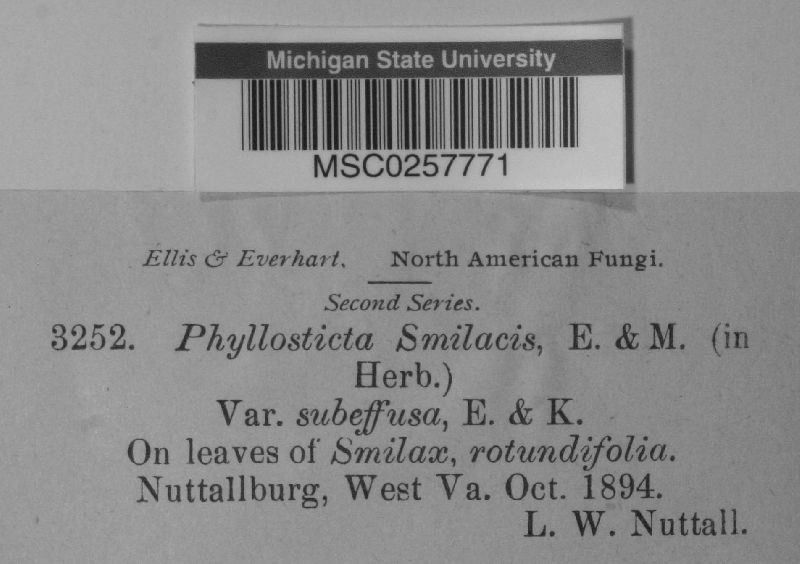 Michigan State University
MSC0257771
Ellis & Everhart. North American Fungi.
Second Series.
3252. Phyllosticta Smilacis, E. & M. (in
Herb.)
Var. subeffusa, E. & K.
On leaves of Smilax, rotundifolia.
Nuttallburg, West Va. Oct. 1894.
L. W. Nuttall.